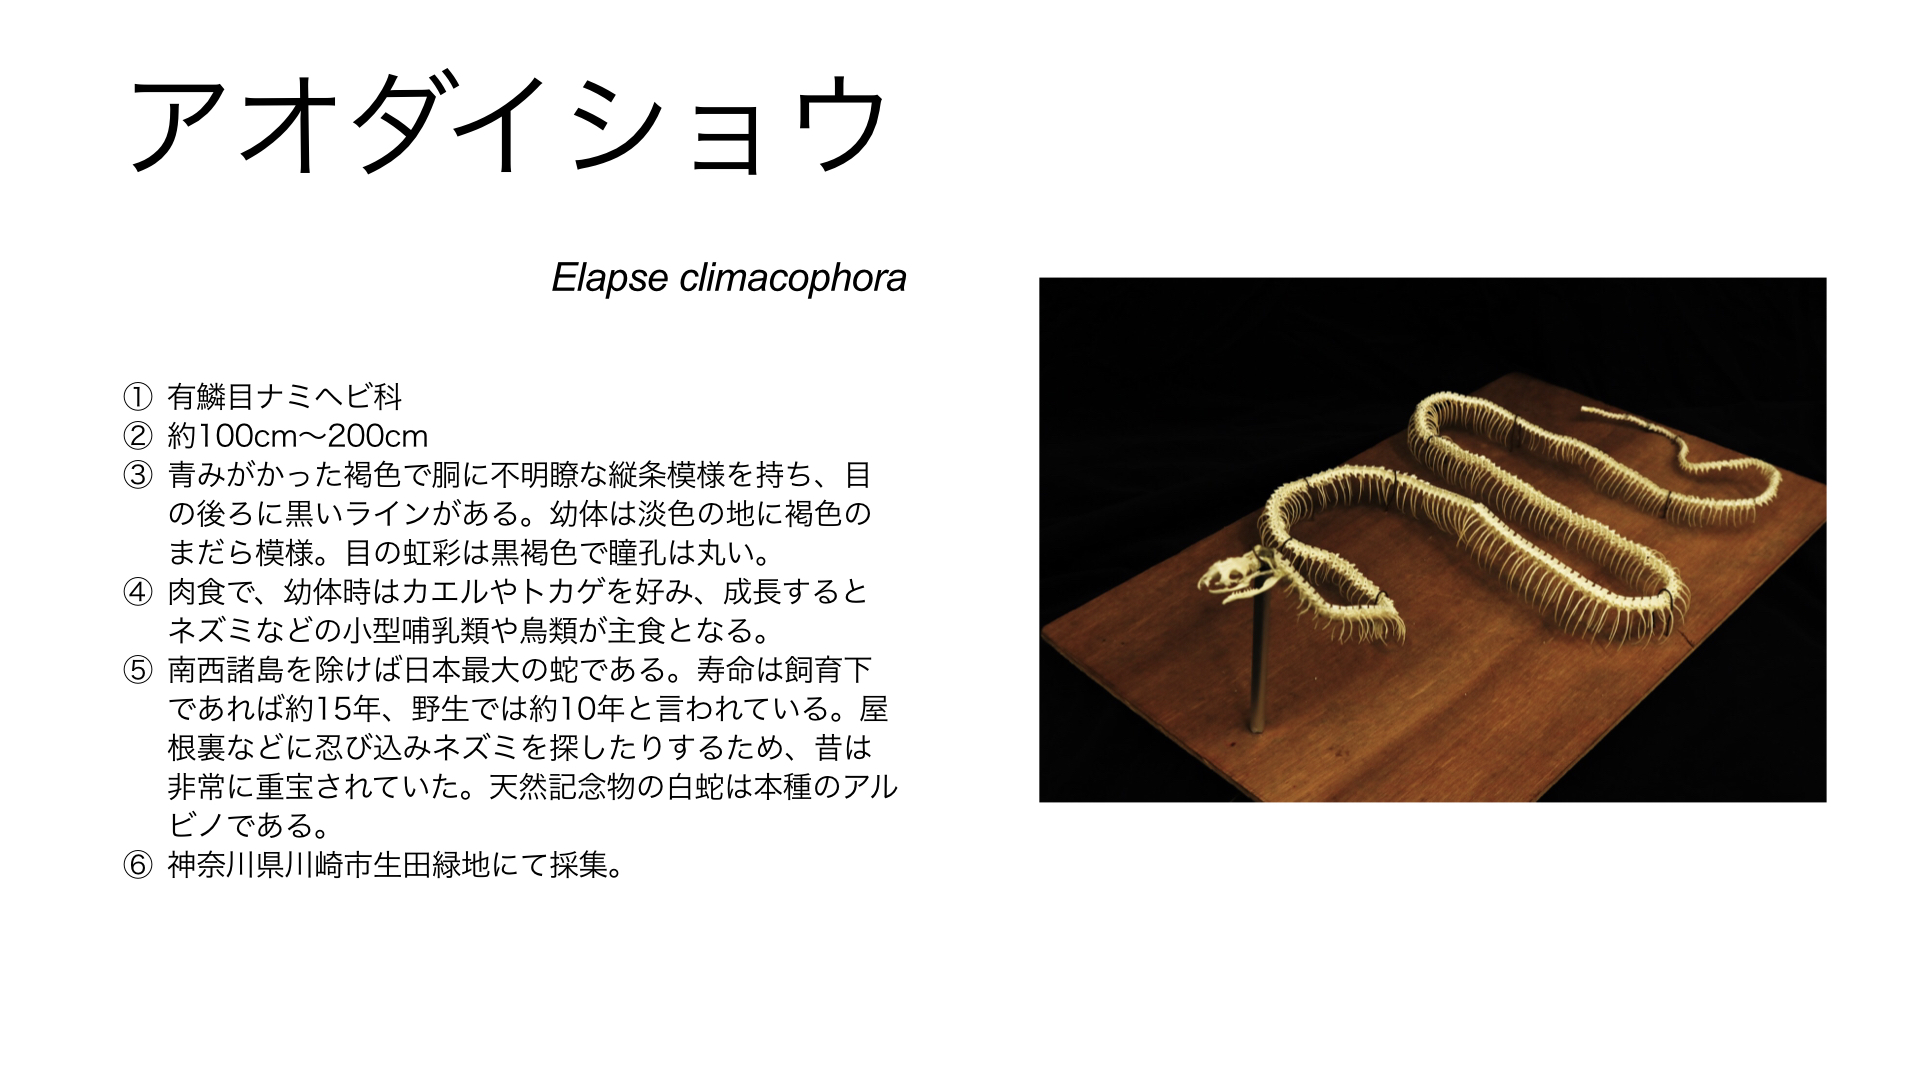 アオダイショウ
Elapse climacophora
① 有鱗目ナミヘビ科
② 約100cm〜200cm
③ 青みがかった褐色で胴に不明瞭な縦条模様を持ち、目
の後ろに黒いラインがある。幼体は淡色の地に褐色の
まだら模様。目の虹彩は黒褐色で瞳孔は丸い。
④ 肉食で、幼体時はカエルやトカゲを好み、成長すると
ネズミなどの小型哺乳類や鳥類が主食となる。
⑤ 南西諸島を除けば日本最大の蛇である。寿命は飼育下
であれば約15年、野生では約10年と言われている。屋
根裏などに忍び込みネズミを探したりするため、昔は
非常に重宝されていた。天然記念物の白蛇は本種のアル
ビノである。
⑥ 神奈川県川崎市生田緑地にて採集。